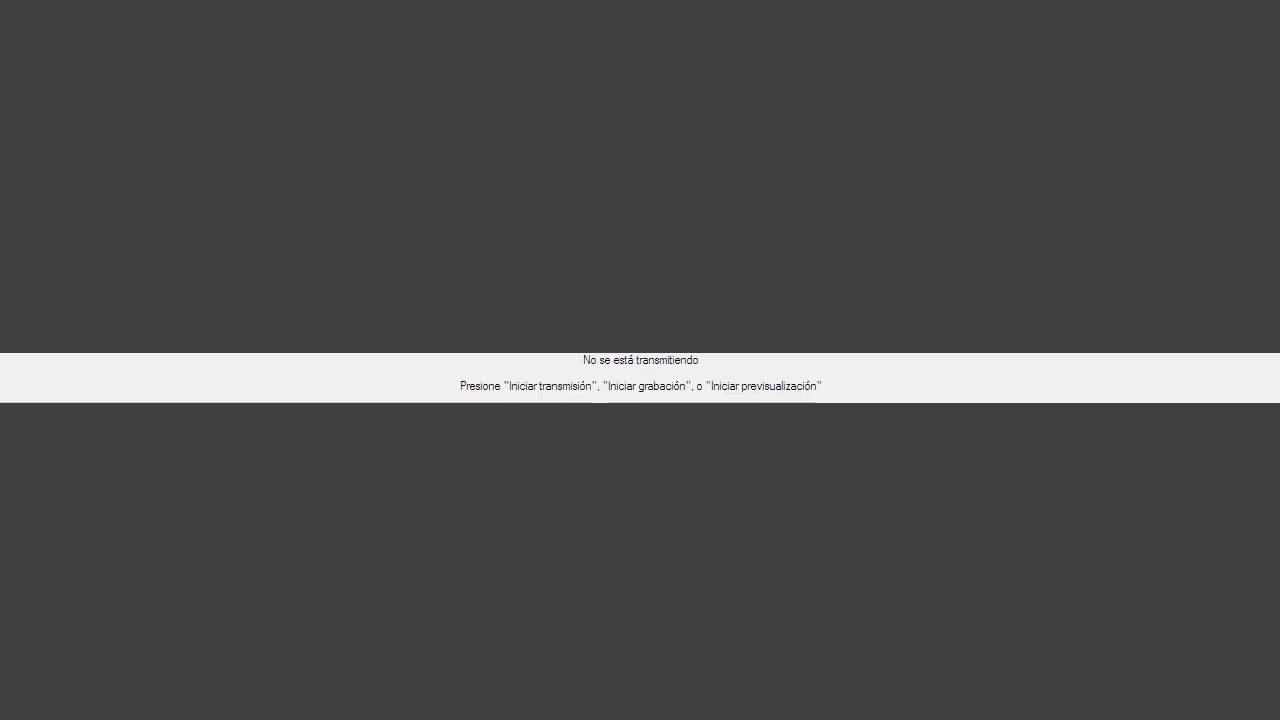 No se está transmitiendo
Presione "Iniciar transmisión", "Iniciar grabación", o "Iniciar previsualización"